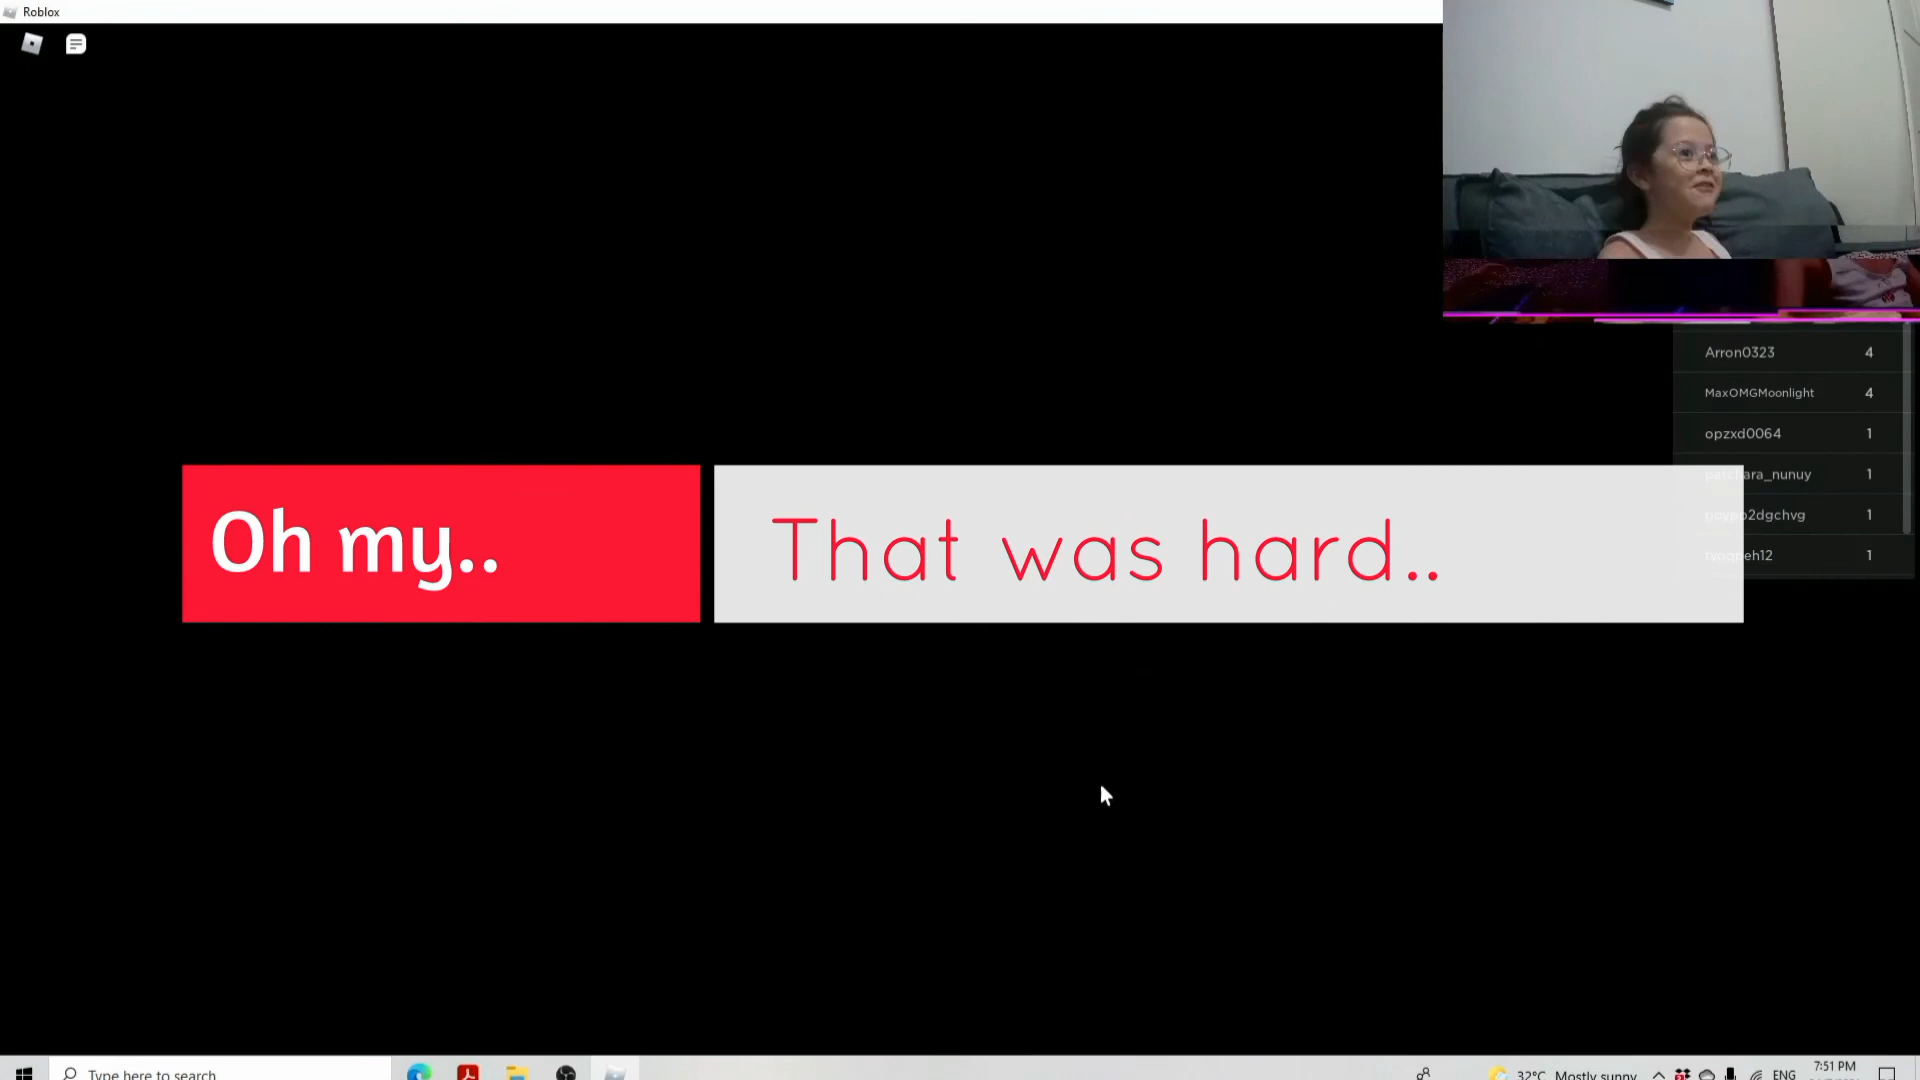 Roblox
Arron0323 4
MaxOMGMoonlight 4
opzxd0064 1
1
1
1
Oh my..
That was hard..
Type here to search
32°C Mostly sunny
ENG
7:51 PM